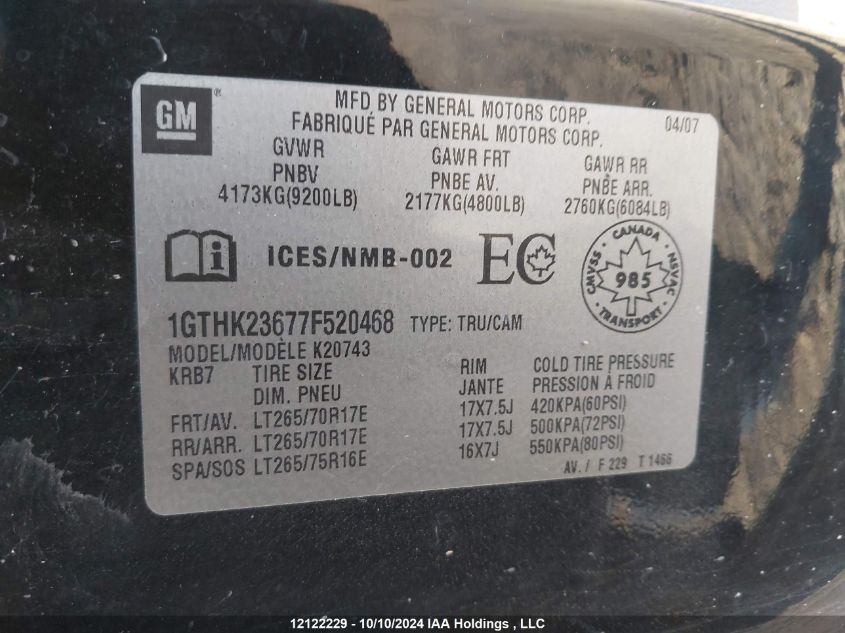 GM®
MFD BY GENERAL MOTORS CORP. 04/07
FABRIQUÉ PAR GENERAL MOTORS CORP.
GVWR GAWR FRT GAWR RR
PNBV PNBE AV. PNBE ARR.
4173KG(9200LB) 2177KG(4800LB) 2760KG(6084LB)
i ICES/NMB-002 EC
CANADA
CMVSS 985 NSVAC
TRANSPORT
1GTHK23677F520468 TYPE: TRU/CAM
MODEL/MODÈLE K20743
KRB7 TIRE SIZE RIM COLD TIRE PRESSURE
DIM. PNEU JANTE PRESSION À FROID
FRT/AV. LT265/70R17E 17X7.5J 420KPA(60PSI)
RR/ARR. LT265/70R17E 17X7.5J 500KPA(72PSI)
SPA/SOS LT265/75R16E 16X7J 550KPA(80PSI)
AV. / F 229 T 1466
12122229 - 10/10/2024 IAA Holdings , LLC